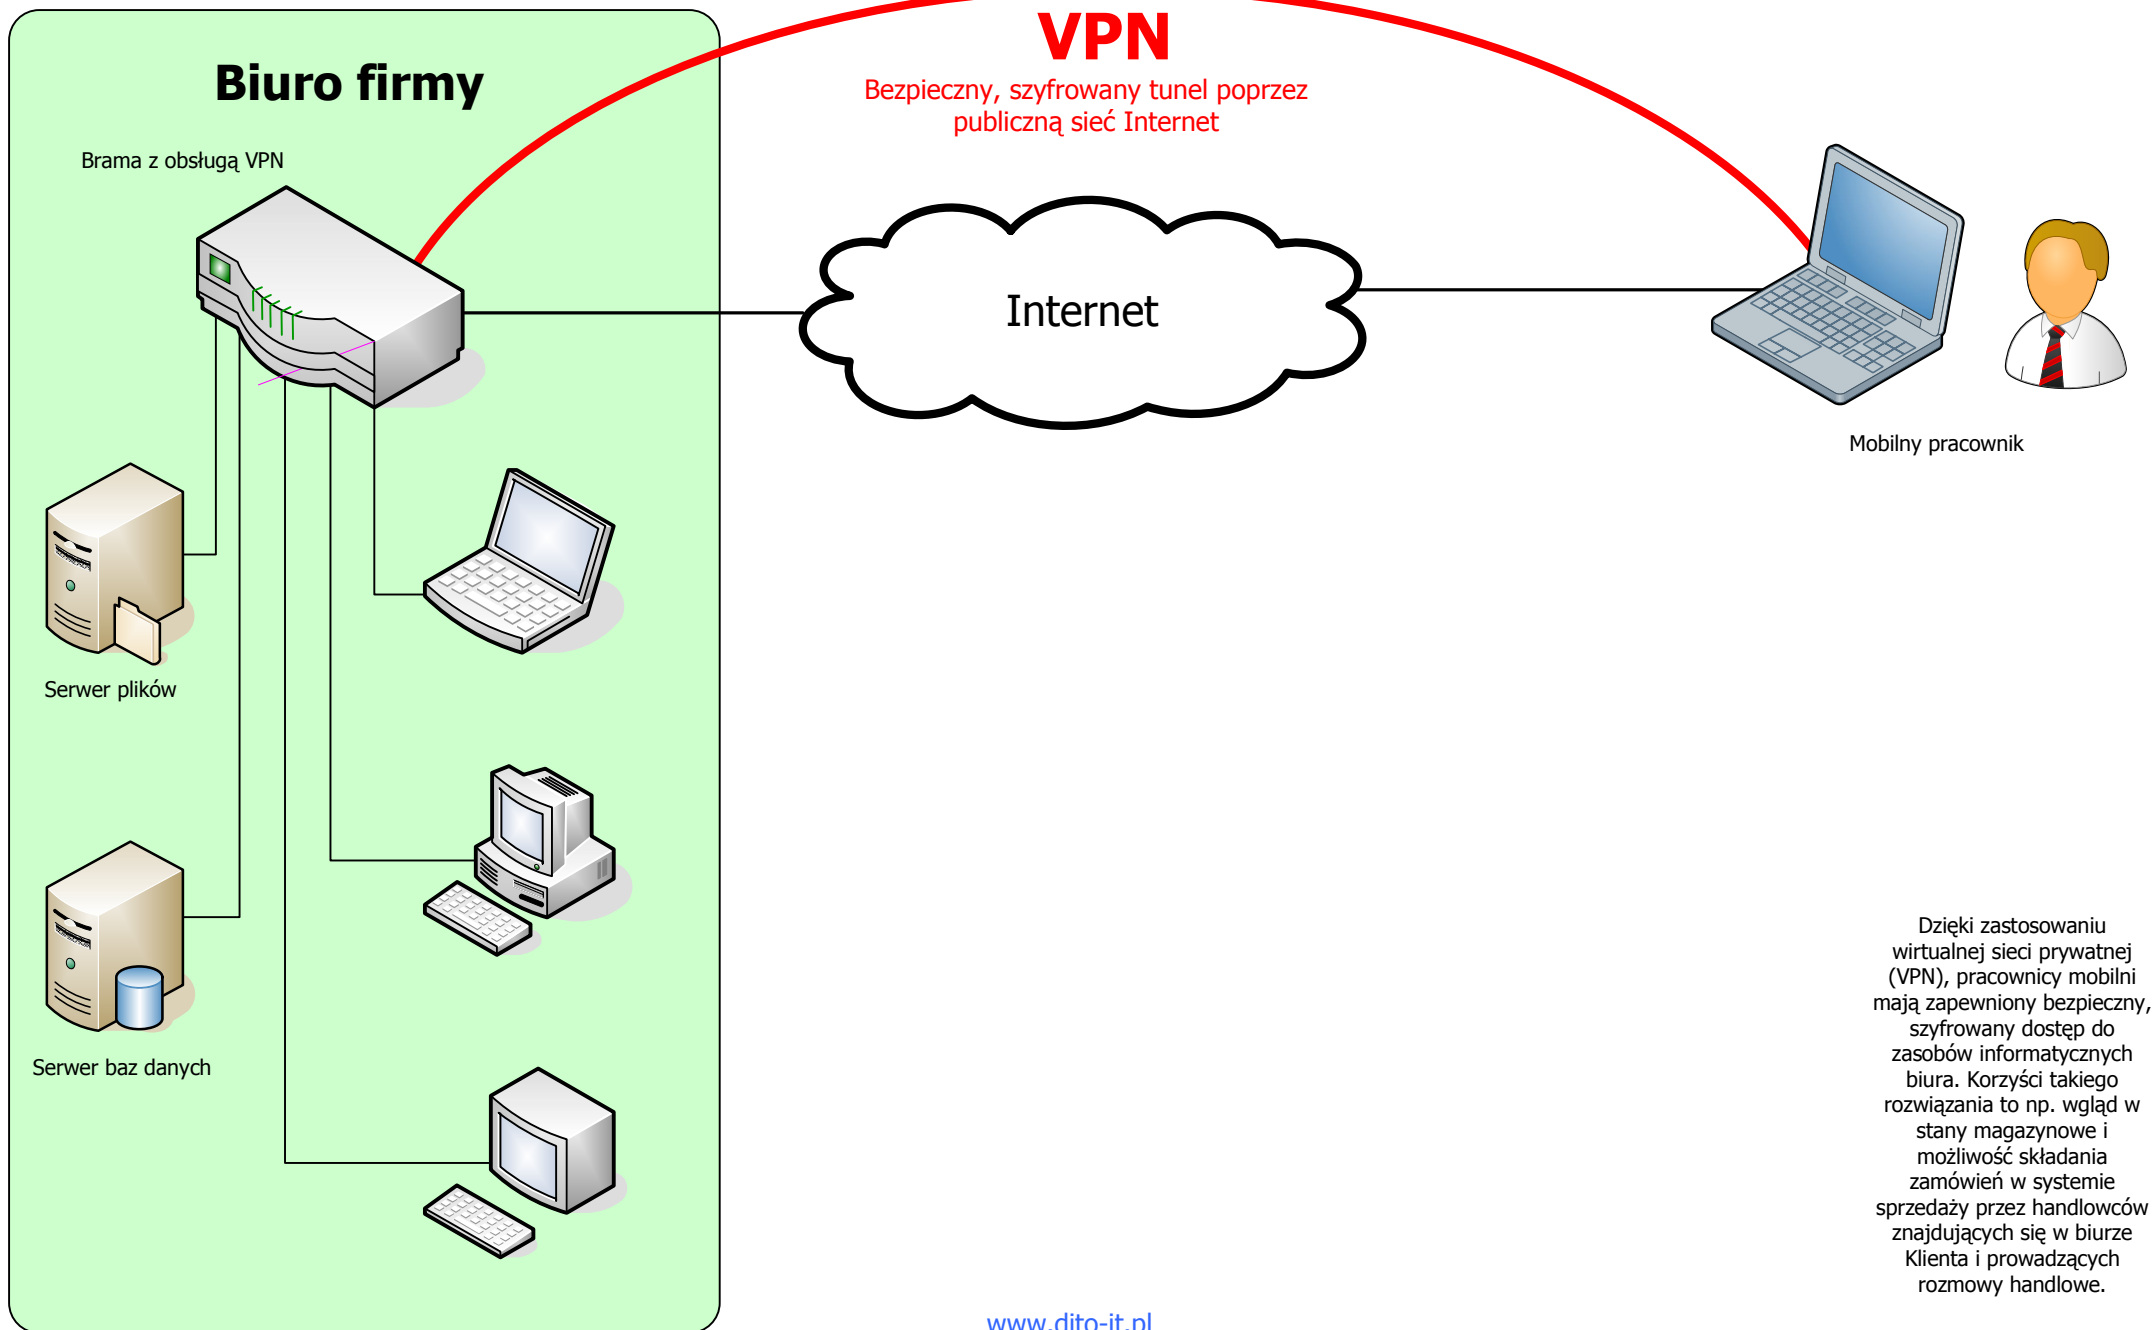 VPN
Bezpieczny, szyfrowany tunel poprzez
publiczną sieć Internet
Biuro firmy
Brama z obsługą VPN
Internet
Mobilny pracownik
Serwer plików
Serwer baz danych
Dzięki zastosowaniu
wirtualnej sieci prywatnej
(VPN), pracownicy mobilni
mają zapewniony bezpieczny,
szyfrowany dostęp do
zasobów informatycznych
biura. Korzyści takiego
rozwiązania to np. wgląd w
stany magazynowe i
możliwość składania
zamówień w systemie
sprzedaży przez handlowców
znajdujących się w biurze
Klienta i prowadzących
rozmowy handlowe.
www.dito-it.pl